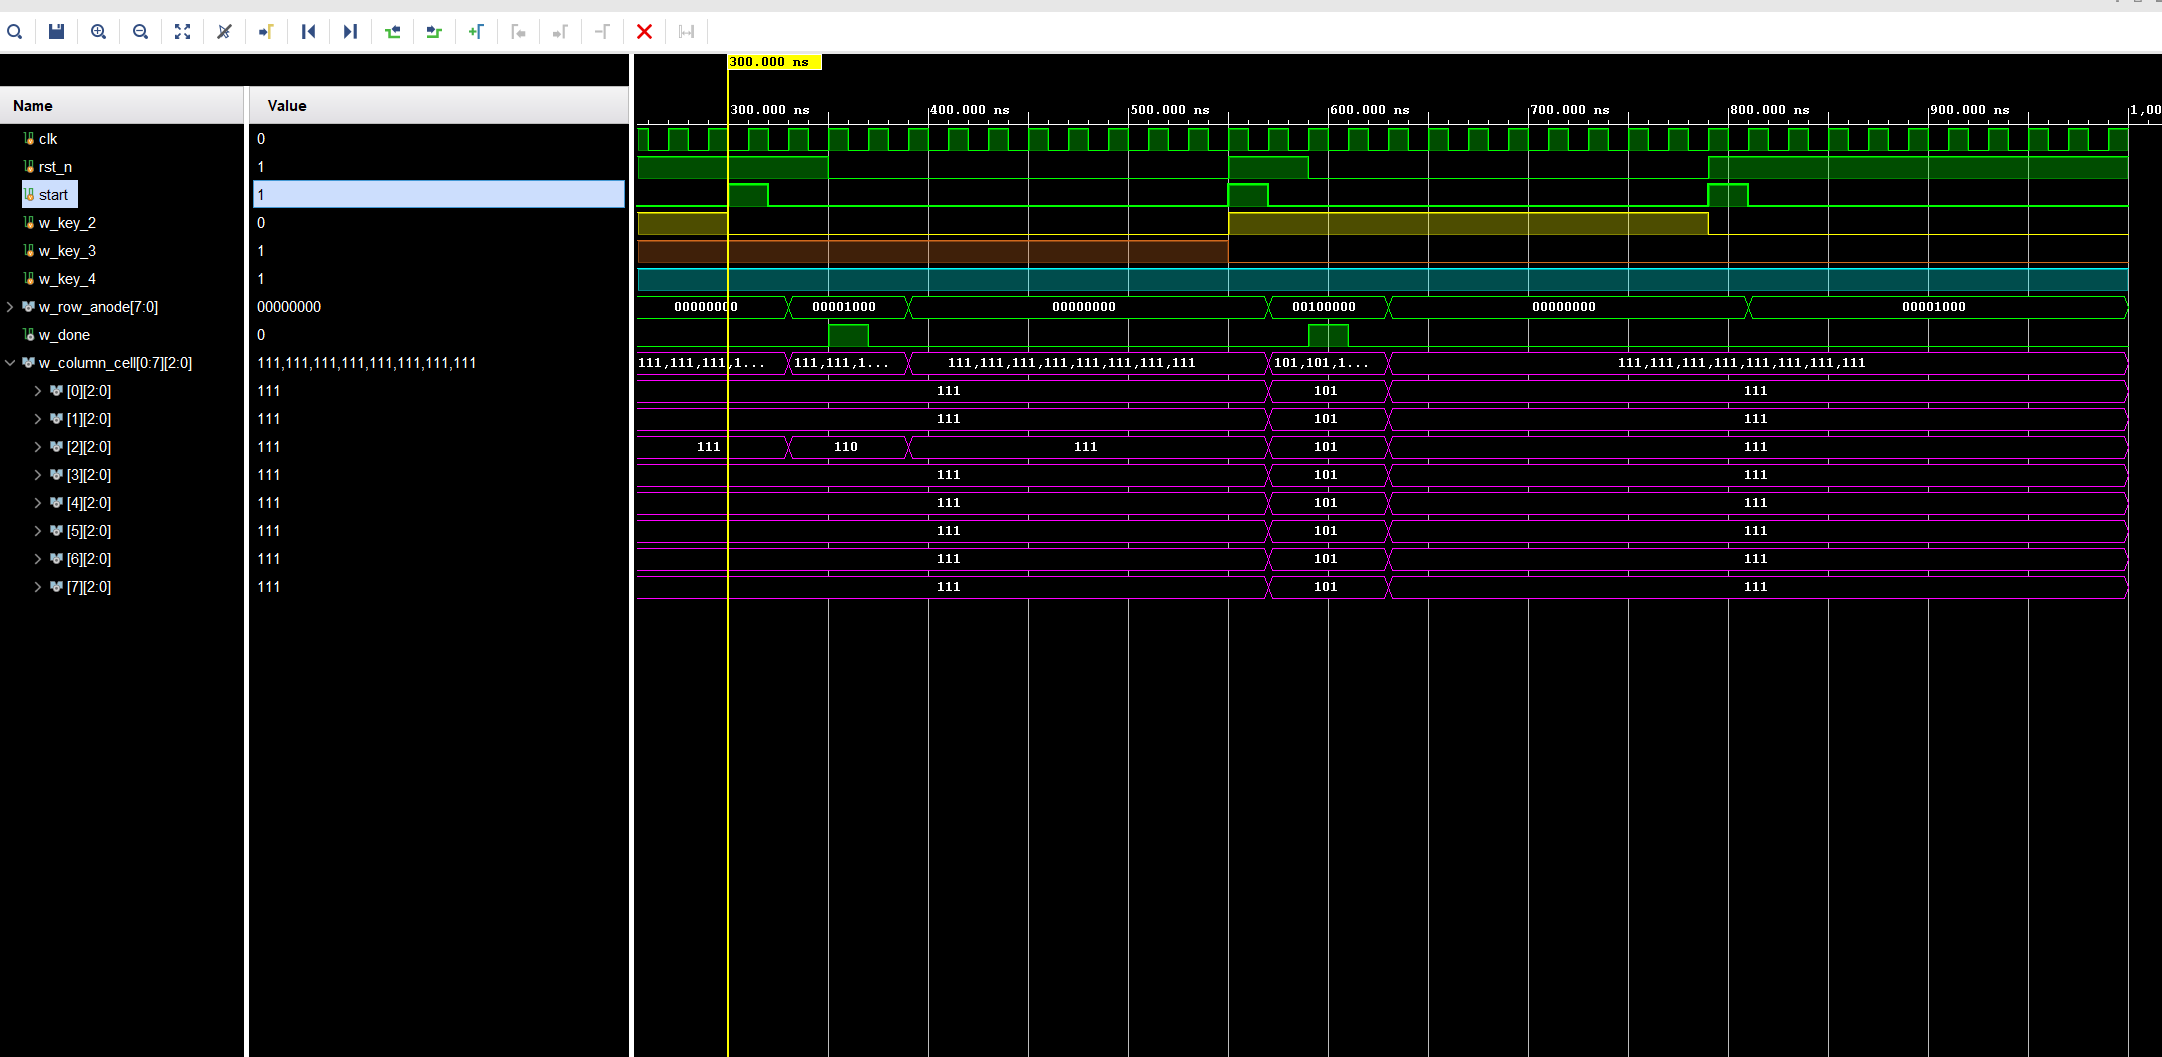 300.000 ns
Name Value
300.000 ns 400.000 ns 500.000 ns 600.000 ns 700.000 ns 800.000 ns 900.000 ns 1,00
clk 0
rst_n 1
start 1
w_key_2 0
w_key_3 1
w_key_4 1
w_row_anode[7:0] 00000000 00000000 00001000 00000000 00100000 00000000 00001000
w_done 0
w_column_cell[0:7][2:0] 111,111,111,111,111,111,111,111 111,111,111,1... 111,111,1... 111,111,111,111,111,111,111,111 101,101,1... 111,111,111,111,111,111,111,111
[0][2:0] 111 111 101 111
[1][2:0] 111 111 101 111
[2][2:0] 111 111 110 111 101 111
[3][2:0] 111 111 101 111
[4][2:0] 111 111 101 111
[5][2:0] 111 111 101 111
[6][2:0] 111 111 101 111
[7][2:0] 111 111 101 111